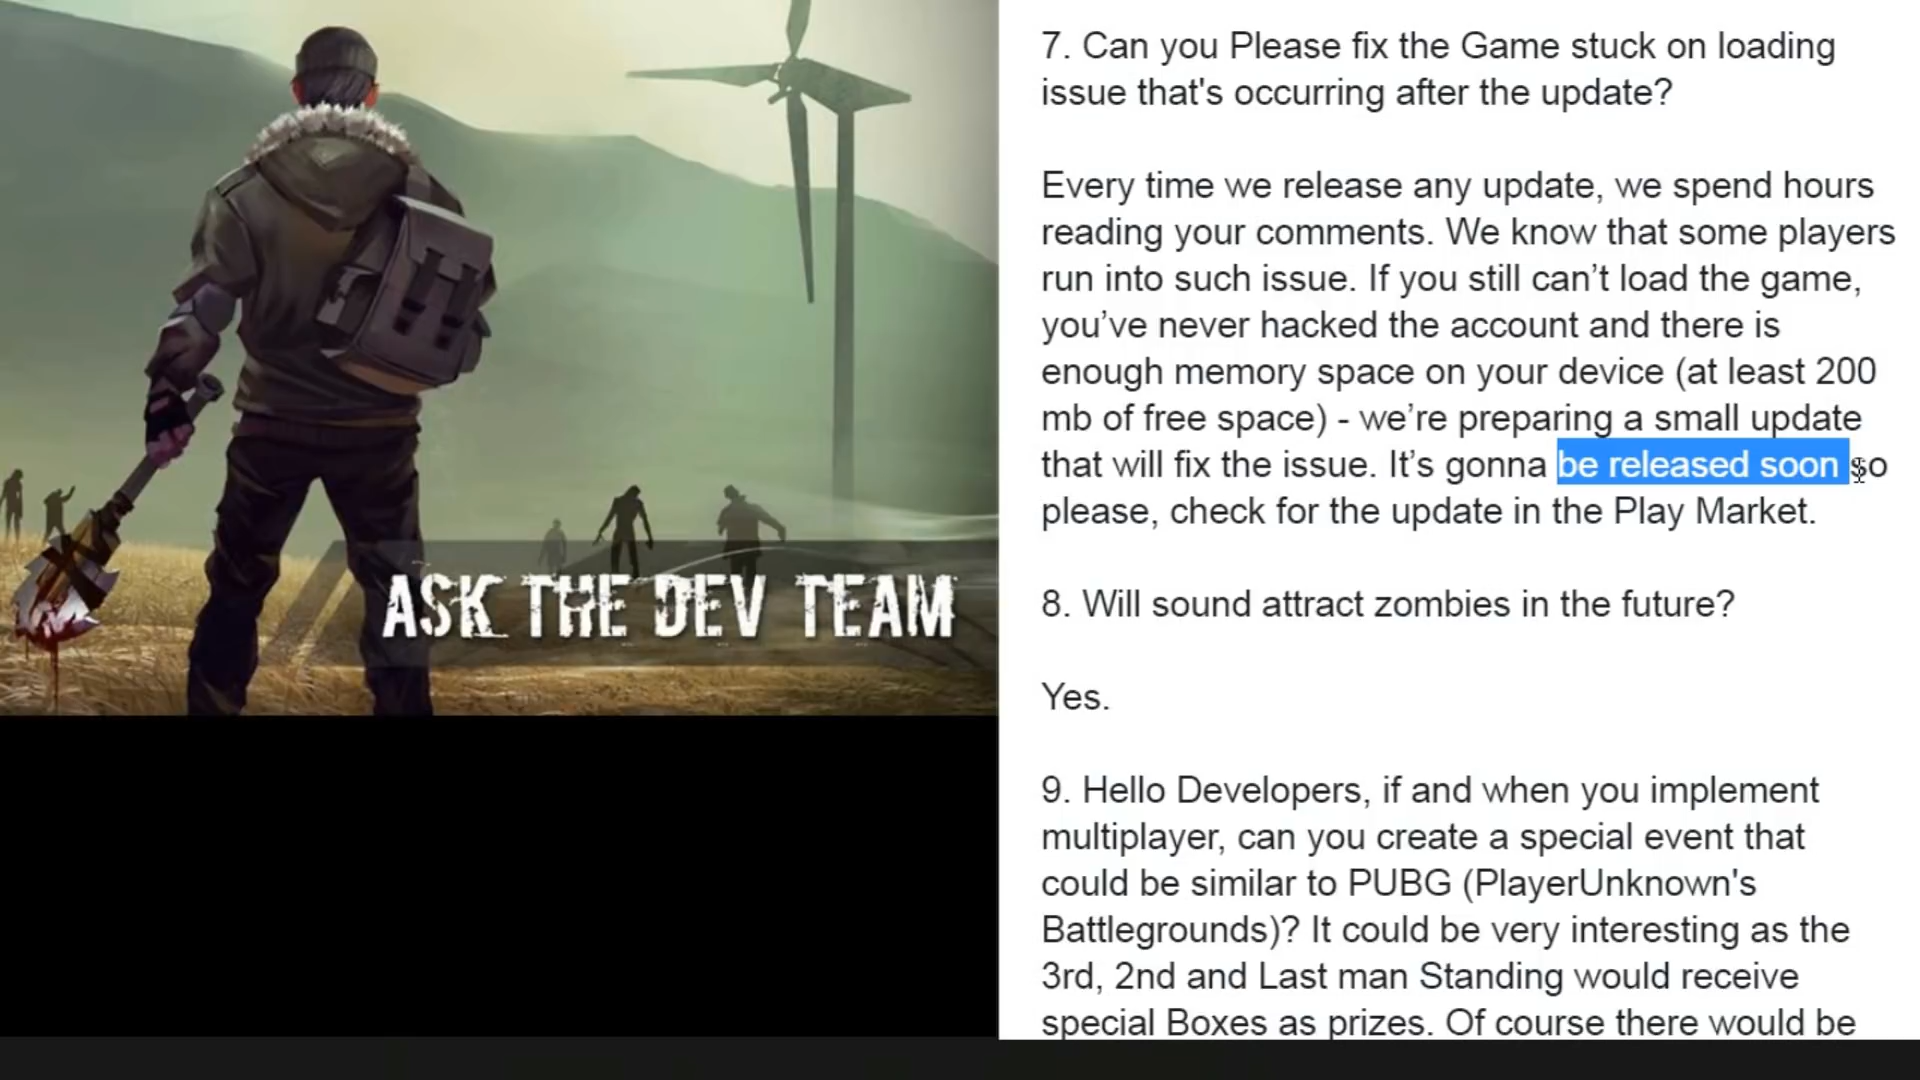 ASK THE DEV TEAM
7. Can you Please fix the Game stuck on loading
issue that's occurring after the update?
Every time we release any update, we spend hours
reading your comments. We know that some players
run into such issue. If you still can’t load the game,
you’ve never hacked the account and there is
enough memory space on your device (at least 200
mb of free space) - we’re preparing a small update
that will fix the issue. It’s gonna be released soon so
please, check for the update in the Play Market.
8. Will sound attract zombies in the future?
Yes.
9. Hello Developers, if and when you implement
multiplayer, can you create a special event that
could be similar to PUBG (PlayerUnknown's
Battlegrounds)? It could be very interesting as the
3rd, 2nd and Last man Standing would receive
special Boxes as prizes. Of course there would be